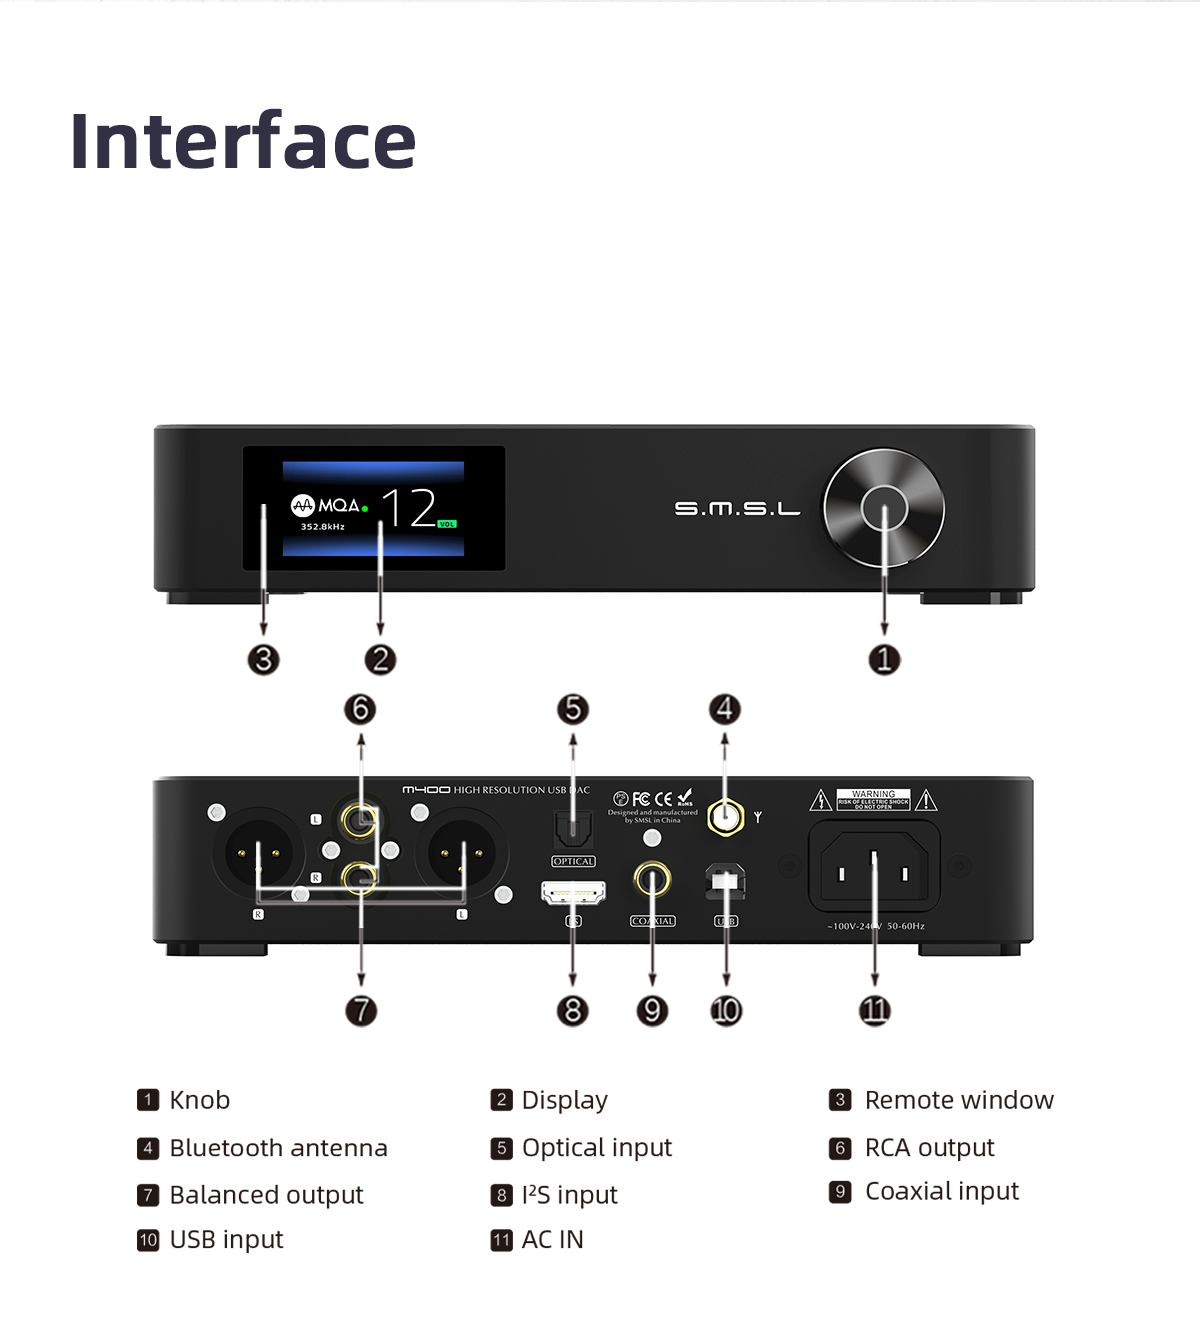 Interface
MQA
12
VOL
352.8kHz
S.M.S.L
3
2
1
6
5
4
M400 HIGH RESOLUTION USB DAC
FC CE RoHS
Designed and manufactured
by SMSL in China
WARNING
RISK OF ELECTRIC SHOCK
DO NOT OPEN
L
R
OPTICAL
R
L
COAXIAL
USB
~100V-240V 50-60Hz
7
8
9
10
11
1 Knob
2 Display
3 Remote window
4 Bluetooth antenna
5 Optical input
6 RCA output
7 Balanced output
8 I²S input
9 Coaxial input
10 USB input
11 AC IN